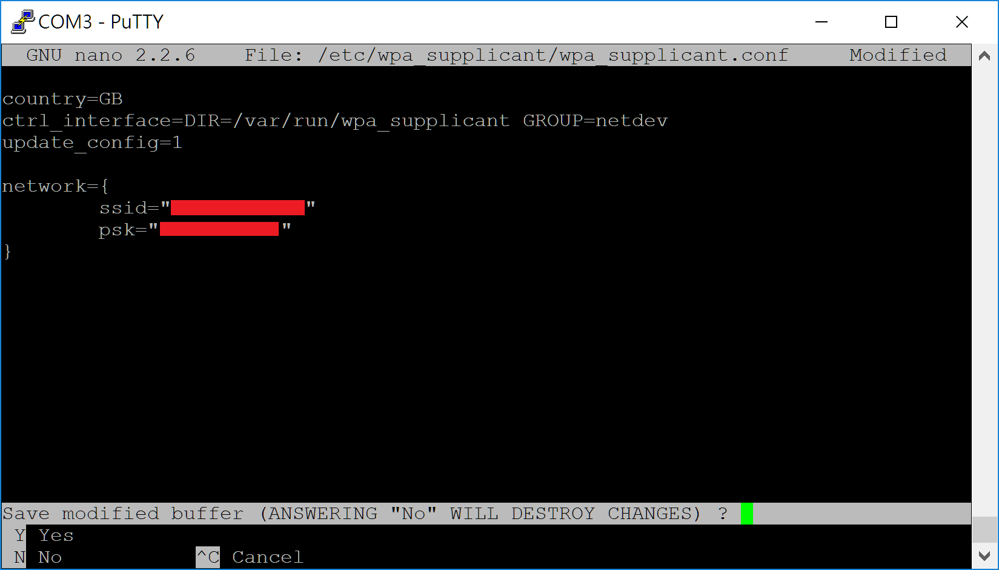 COM3 - PuTTY
GNU nano 2.2.6 File: /etc/wpa_supplicant/wpa_supplicant.conf Modified
country=GB
ctrl_interface=DIR=/var/run/wpa_supplicant GROUP=netdev
update_config=1
network={
ssid=""
psk=""
}
Save modified buffer (ANSWERING "No" WILL DESTROY CHANGES) ?
Y Yes
N No ^C Cancel